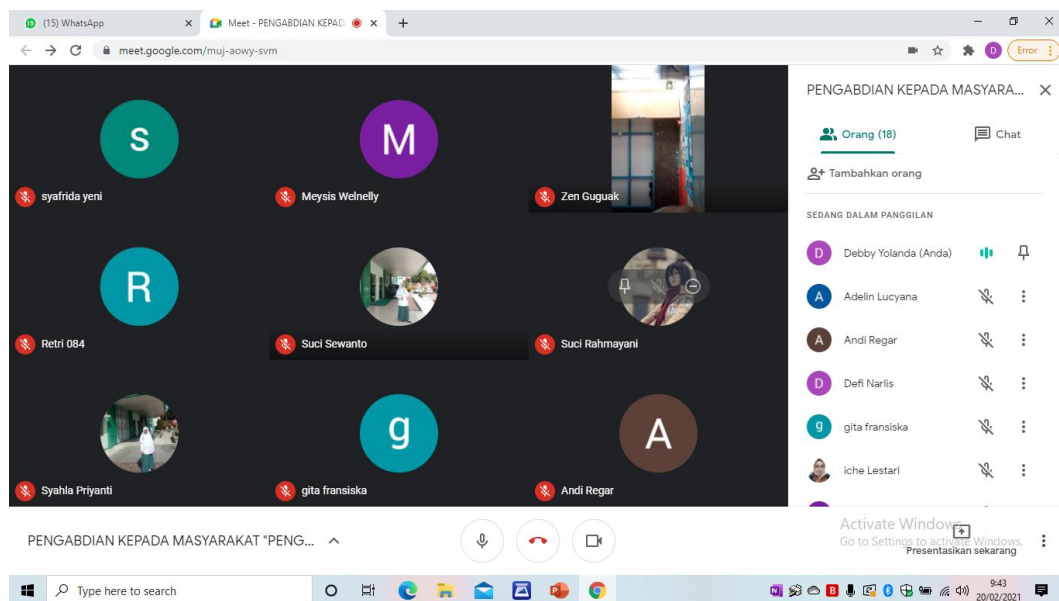 (15) WhatsApp
Meet - PENGABDIAN KEPAD
meet.google.com/muj-aowy-svm
D
Error
S
syafrida yeni
M
Meysis Welnelly
Zen Guguak
R
Retri 084
Suci Sewanto
Suci Rahmayani
Syahla Priyanti
g
gita fransiska
A
Andi Regar
PENGABDIAN KEPADA MASYARA...
Orang (18)
Chat
Tambahkan orang
SEDANG DALAM PANGGILAN
D Debby Yolanda (Anda)
A Adelin Lucyana
A Andi Regar
D Defi Narlis
g gita fransiska
iche Lestari
PENGABDIAN KEPADA MASYARAKAT "PENG...
Activate Windows
Go to Settings to activate Windows.
Presentasikan sekarang
Type here to search
9:43
20/02/2021